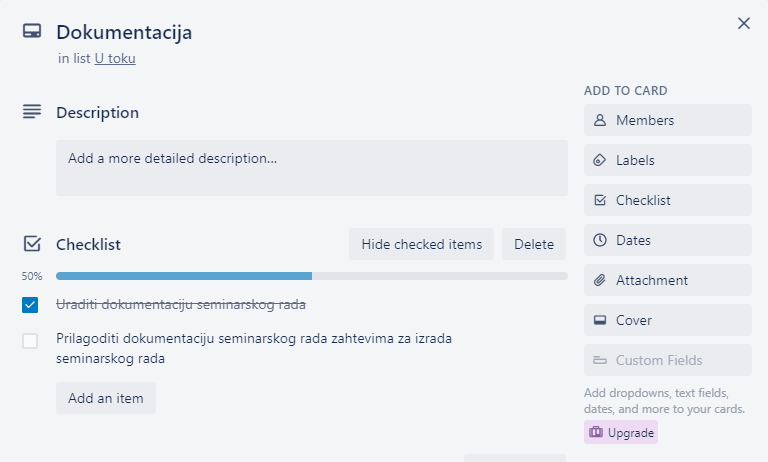 Dokumentacija
in list U toku
Description
Add a more detailed description...
Checklist
Hide checked items
Delete
50%
Uraditi dokumentaciju seminarskog rada
Prilagoditi dokumentaciju seminarskog rada zahtevima za izrada
seminarskog rada
Add an item
ADD TO CARD
Members
Labels
Checklist
Dates
Attachment
Cover
Custom Fields
Add dropdowns, text fields,
dates, and more to your cards.
Upgrade